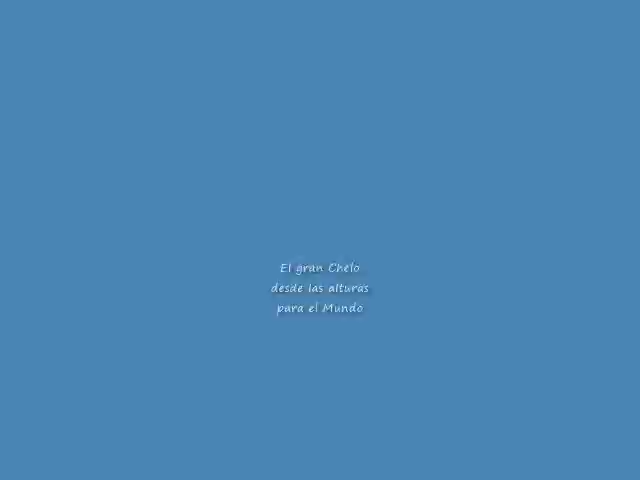 El gran Chelo
desde las alturas
para el Mundo